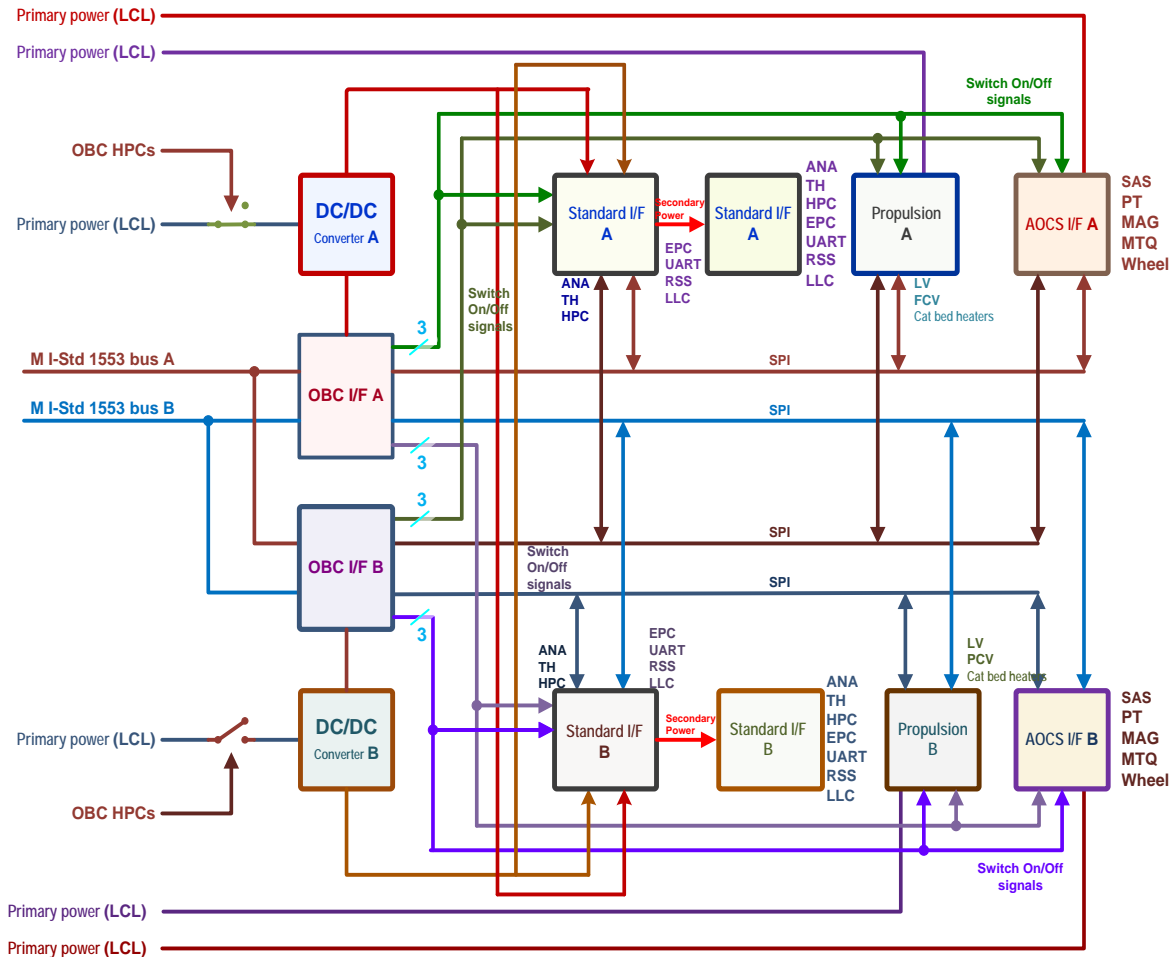 Primary power (LCL)
Primary power (LCL)
Switch On/Off
signals
OBC HPCs
Primary power (LCL)
DC/DC
Converter A
Standard I/F
A
Secondary
Power
Standard I/F
A
EPC
UART
RSS
LLC
ANA
TH
HPC
ANA
TH
HPC
EPC
UART
RSS
LLC
Propulsion
A
LV
FCV
Cat bed heaters
AOCS I/F A
SAS
PT
MAG
MTQ
Wheel
Switch
On/Off
signals
3
M I-Std 1553 bus A
OBC I/F A
SPI
M I-Std 1553 bus B
SPI
3
3
OBC I/F B
SPI
Switch
On/Off
signals
SPI
3
ANA
TH
HPC
EPC
UART
RSS
LLC
LV
PCV
Cat bed heaters
DC/DC
Converter B
Primary power (LCL)
OBC HPCs
Standard I/F
B
Secondary
Power
Standard I/F
B
ANA
TH
HPC
EPC
UART
RSS
LLC
Propulsion
B
AOCS I/F B
SAS
PT
MAG
MTQ
Wheel
Switch On/Off
signals
Primary power (LCL)
Primary power (LCL)